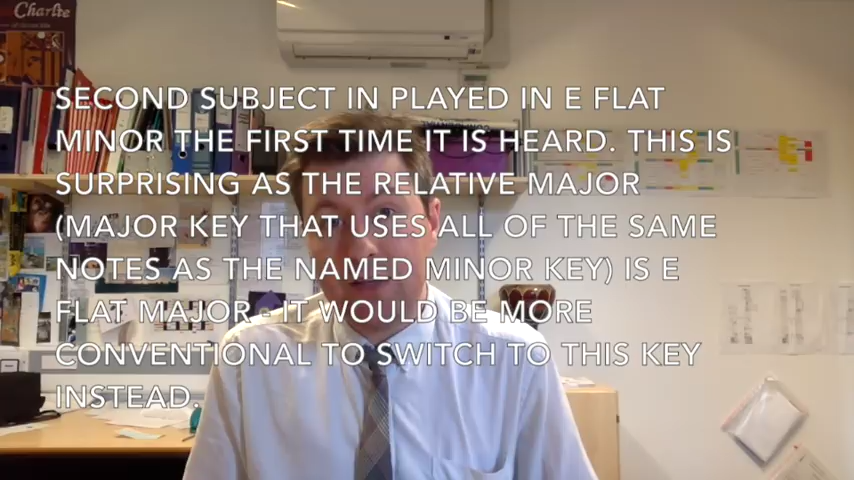 Charlie
SECOND SUBJECT IN PLAYED IN E FLAT
MINOR THE FIRST TIME IT IS HEARD. THIS IS
SURPRISING AS THE RELATIVE MAJOR
(MAJOR KEY THAT USES ALL OF THE SAME
NOTES AS THE NAMED MINOR KEY) IS E
FLAT MAJOR - IT WOULD BE MORE
CONVENTIONAL TO SWITCH TO THIS KEY
INSTEAD.